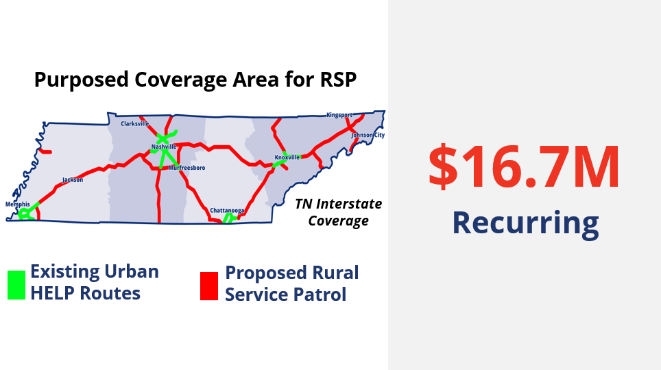 Purposed Coverage Area for RSP
Clarksville
Kingsport
Johnson City
Nashville
Knoxville
Murfreesboro
Jackson
Memphis
Chattanooga
TN Interstate
Coverage
Existing Urban
HELP Routes
Proposed Rural
Service Patrol
$16.7M
Recurring